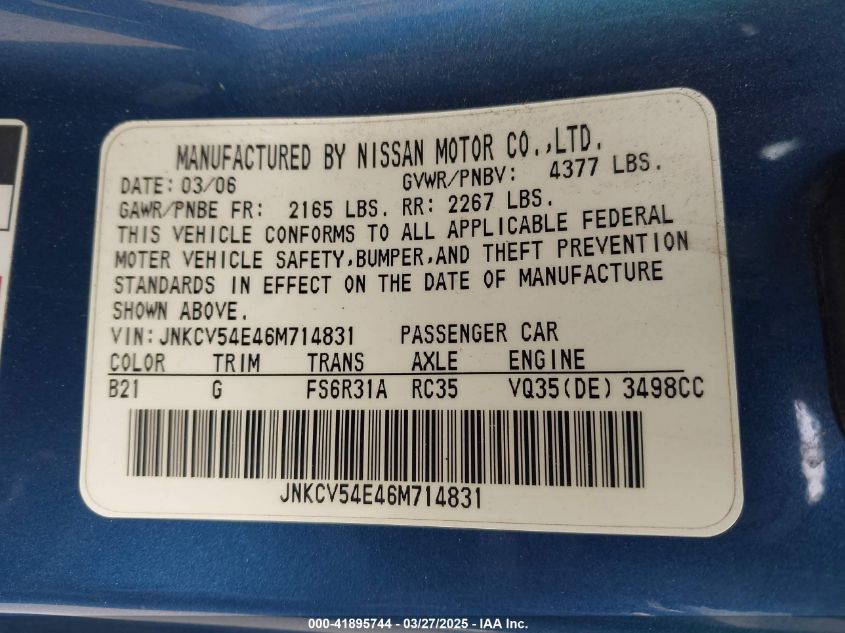 MANUFACTURED BY NISSAN MOTOR CO.,LTD.
DATE: 03/06 GVWR/PNBV: 4377 LBS.
GAWR/PNBE FR: 2165 LBS. RR: 2267 LBS.
THIS VEHICLE CONFORMS TO ALL APPLICABLE FEDERAL
MOTER VEHICLE SAFETY,BUMPER,AND THEFT PREVENTION
STANDARDS IN EFFECT ON THE DATE OF MANUFACTURE
SHOWN ABOVE.
VIN:JNKCV54E46M714831 PASSENGER CAR
COLOR TRIM TRANS AXLE ENGINE
B21 G FS6R31A RC35 VQ35(DE) 3498CC
JNKCV54E46M714831
000-41895744 — 03/27/2025 — IAA Inc.